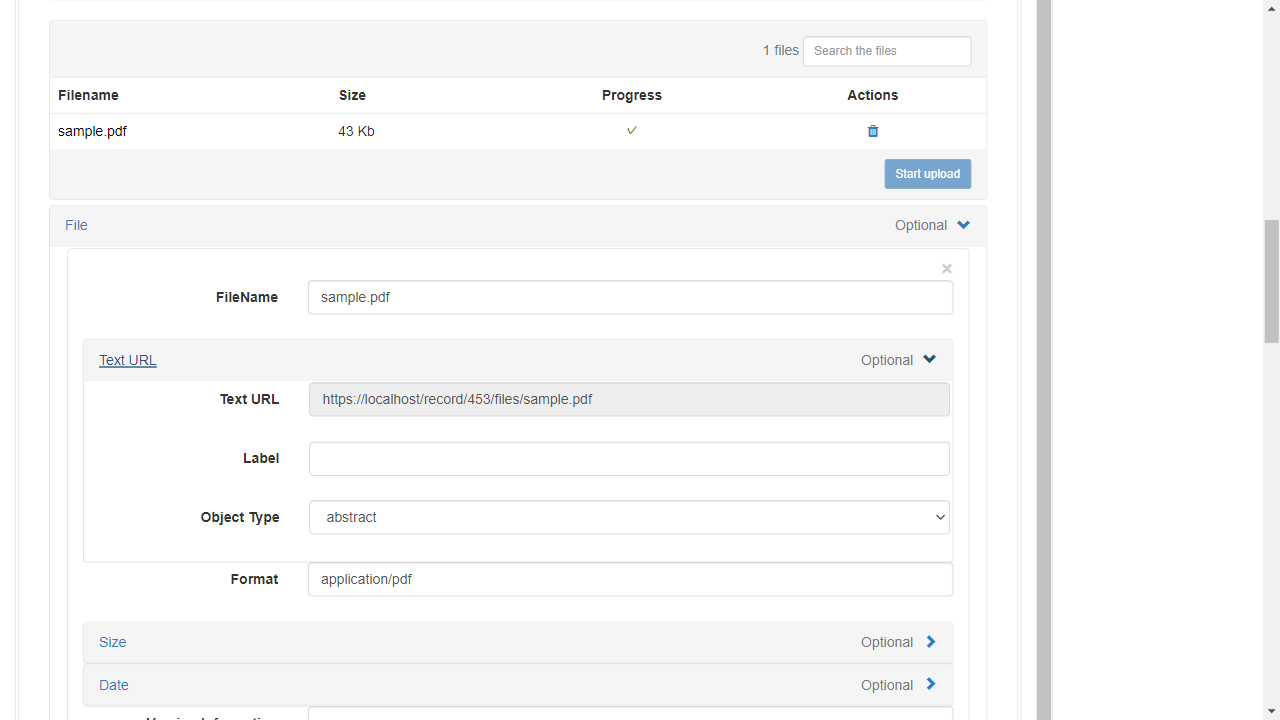 1 files Search the files
Filename Size Progress Actions
sample.pdf 43 Kb
Start upload
File Optional
FileName sample.pdf
Text URL Optional
Text URL https://localhost/record/453/files/sample.pdf
Label
Object Type abstract
Format application/pdf
Size Optional
Date Optional